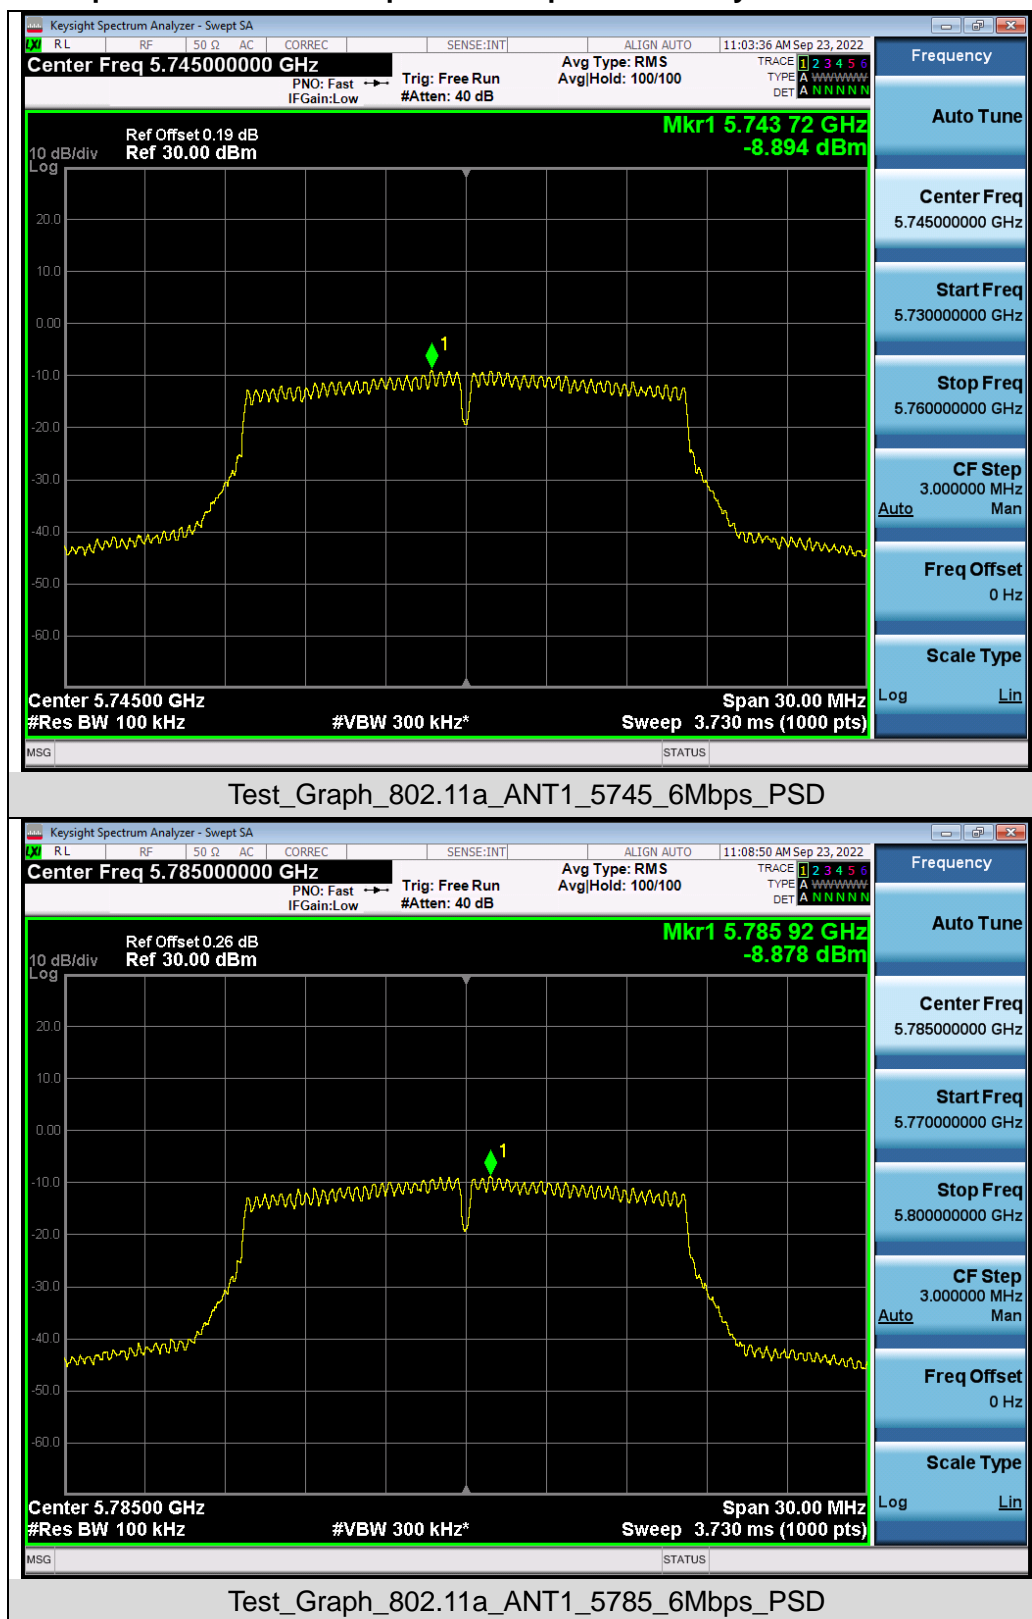 Keysight Spectrum Analyzer - Swept SA
LXI RL RF 50 Ω AC CORREC SENSE:INT ALIGN AUTO 11:03:36 AM Sep 23, 2022
Center Freq 5.745000000 GHz
PNO: Fast
IFGain:Low
Trig: Free Run
#Atten: 40 dB
Avg Type: RMS
Avg|Hold: 100/100
TRACE 1 2 3 4 5 6
TYPE A WWWWW
DET A N N N N N
Ref Offset 0.19 dB
10 dB/div Ref 30.00 dBm
Log
Mkr1 5.743 72 GHz
-8.894 dBm
20.0
10.0
0.00
1
-10.0
-20.0
-30.0
-40.0
-50.0
-60.0
Center 5.74500 GHz Span 30.00 MHz
#Res BW 100 kHz #VBW 300 kHz* Sweep 3.730 ms (1000 pts)
MSG STATUS
Frequency
Auto Tune
Center Freq
5.745000000 GHz
Start Freq
5.730000000 GHz
Stop Freq
5.760000000 GHz
CF Step
3.000000 MHz
Auto Man
Freq Offset
0 Hz
Scale Type
Log Lin
Test_Graph_802.11a_ANT1_5745_6Mbps_PSD
Keysight Spectrum Analyzer - Swept SA
LXI RL RF 50 Ω AC CORREC SENSE:INT ALIGN AUTO 11:08:50 AM Sep 23, 2022
Center Freq 5.785000000 GHz
PNO: Fast
IFGain:Low
Trig: Free Run
#Atten: 40 dB
Avg Type: RMS
Avg|Hold: 100/100
TRACE 1 2 3 4 5 6
TYPE A WWWWW
DET A N N N N N
Ref Offset 0.26 dB
10 dB/div Ref 30.00 dBm
Log
Mkr1 5.785 92 GHz
-8.878 dBm
20.0
10.0
0.00
1
-10.0
-20.0
-30.0
-40.0
-50.0
-60.0
Center 5.78500 GHz Span 30.00 MHz
#Res BW 100 kHz #VBW 300 kHz* Sweep 3.730 ms (1000 pts)
MSG STATUS
Frequency
Auto Tune
Center Freq
5.785000000 GHz
Start Freq
5.770000000 GHz
Stop Freq
5.800000000 GHz
CF Step
3.000000 MHz
Auto Man
Freq Offset
0 Hz
Scale Type
Log Lin
Test_Graph_802.11a_ANT1_5785_6Mbps_PSD